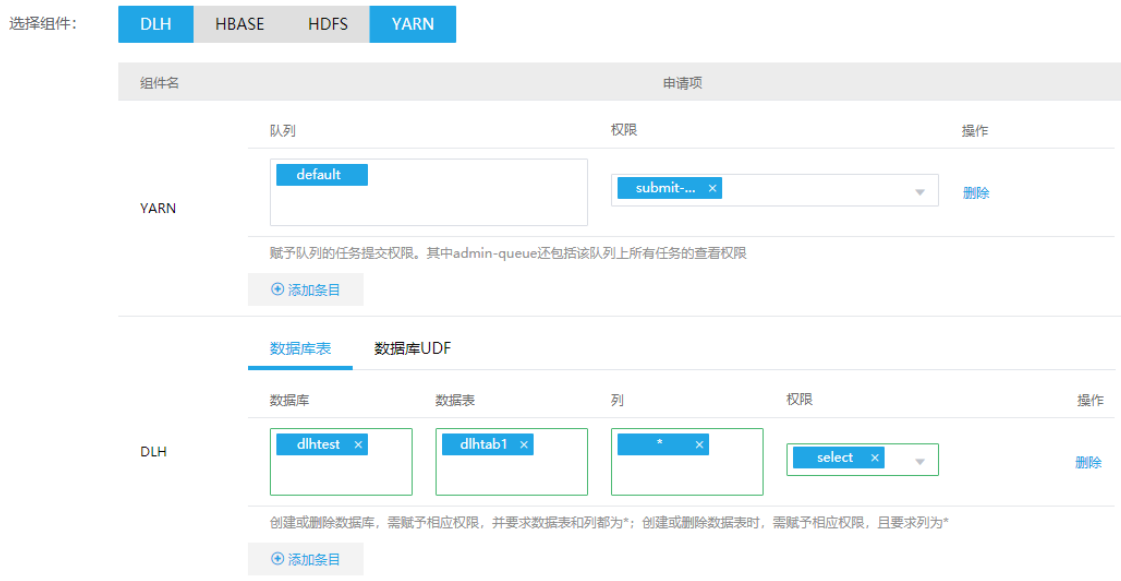 选择组件： DLH HBASE HDFS YARN
组件名 申请项
队列 权限 操作
default submit-... × 删除
YARN
赋予队列的任务提交权限。其中admin-queue还包括该队列上所有任务的查看权限
添加条目
数据库表 数据库UDF
数据库 数据表 列 权限 操作
DLH dlhtest × dlhtab1 × * × select × 删除
创建或删除数据库，需赋予相应权限，并要求数据表和列都为*；创建或删除数据表时，需赋予相应权限，且要求列为*
添加条目